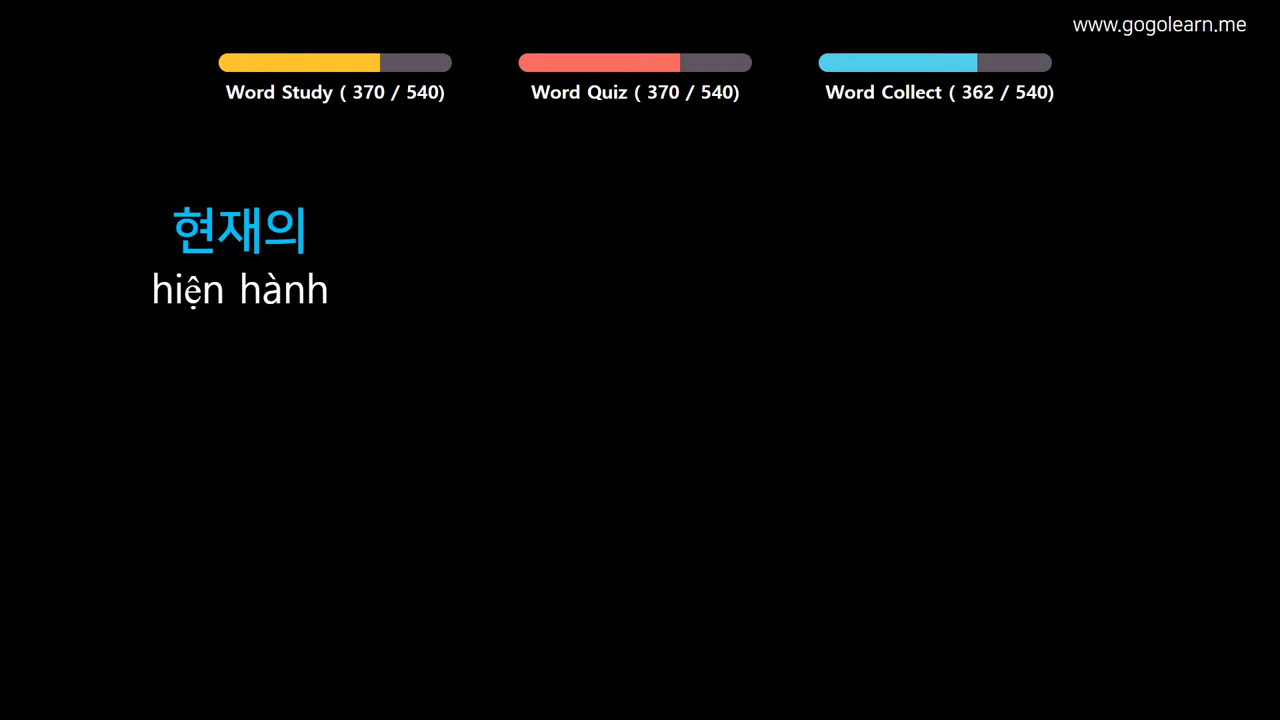 www.gogolearn.me
Word Study ( 370 / 540)
Word Quiz ( 370 / 540)
Word Collect ( 362 / 540)
현재의
hiện hành